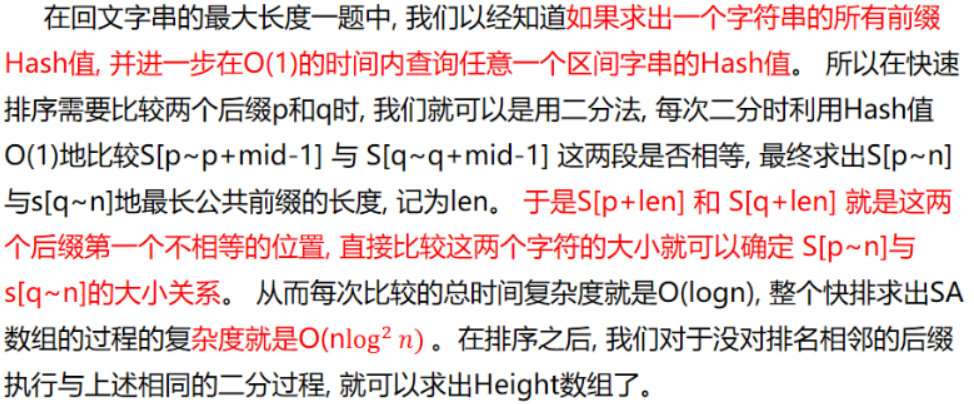 在回文字串的最大长度一题中, 我们以经知道如果求出一个字符串的所有前缀
Hash值, 并进一步在O(1)的时间内查询任意一个区间字串的Hash值。 所以在快速
排序需要比较两个后缀p和q时, 我们就可以是用二分法, 每次二分时利用Hash值
O(1)地比较S[p~p+mid-1] 与 S[q~q+mid-1] 这两段是否相等, 最终求出S[p~n]
与s[q~n]地最长公共前缀的长度, 记为len。 于是S[p+len] 和 S[q+len] 就是这两
个后缀第一个不相等的位置, 直接比较这两个字符的大小就可以确定 S[p~n]与
s[q~n]的大小关系。 从而每次比较的总时间复杂度就是O(logn), 整个快排求出SA
数组的过程的复杂度就是O(nlog² n) 。在排序之后, 我们对于没对排名相邻的后缀
执行与上述相同的二分过程, 就可以求出Height数组了。